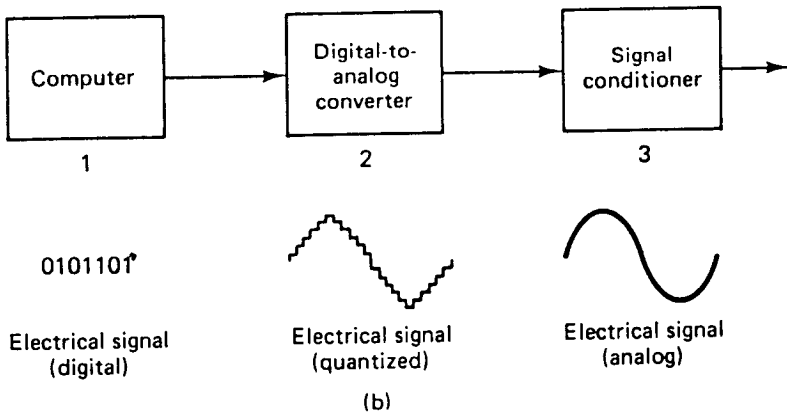 Computer
Digital-to-
analog
converter
Signal
conditioner
1
2
3
0101101
Electrical signal
(digital)
Electrical signal
(quantized)
Electrical signal
(analog)
(b)